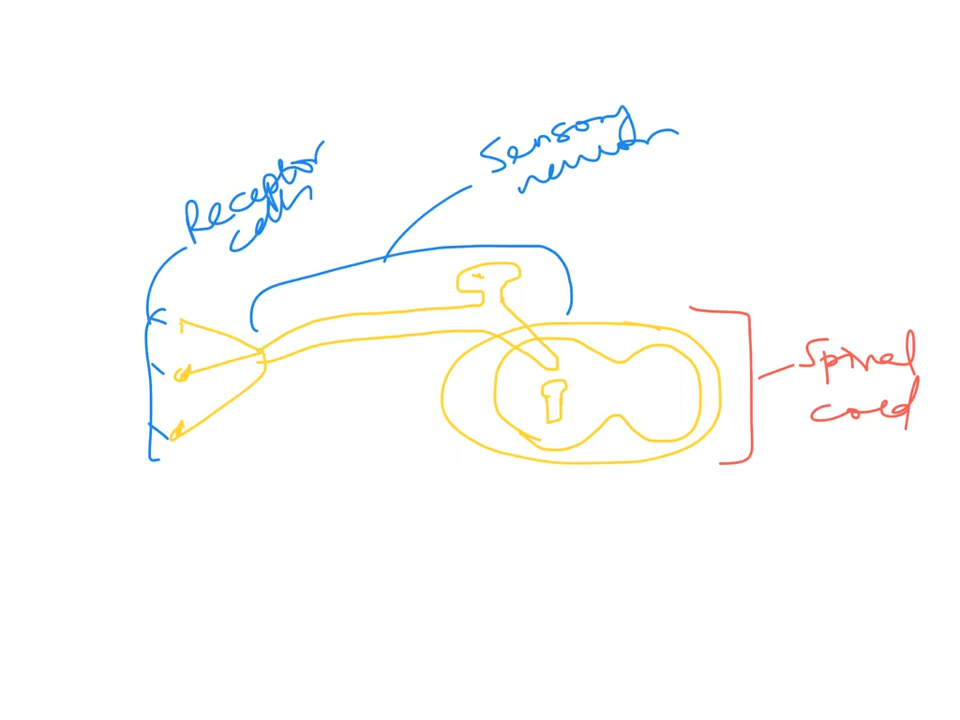 Receptor
cells
Sensory
neuron
Spinal
cord